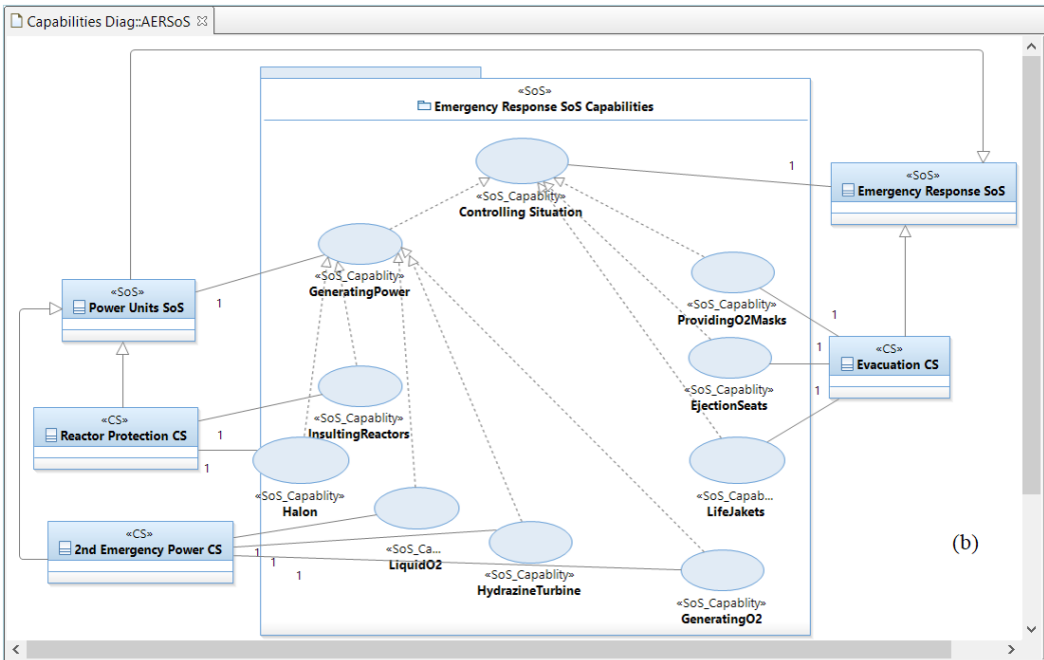 Capabilities Diag::AERSoS
«SoS»
Emergency Response SoS Capabilities
«SoS_Capablity»
Controlling Situation
1
«SoS»
Emergency Response SoS
«SoS_Capablity»
GeneratingPower
«SoS»
Power Units SoS
1
«SoS_Capablity»
ProvidingO2Masks
1
«CS»
Evacuation CS
1
1
«SoS_Capablity»
EjectionSeats
«CS»
Reactor Protection CS
1
1
«SoS_Capablity»
InsultingReactors
«SoS_Capablity»
Halon
«SoS_Capab...
LifeJakets
«CS»
2nd Emergency Power CS
1
1
1
«SoS_Ca...
LiquidO2
«SoS_Capablity»
HydrazineTurbine
«SoS_Capablity»
GeneratingO2
(b)